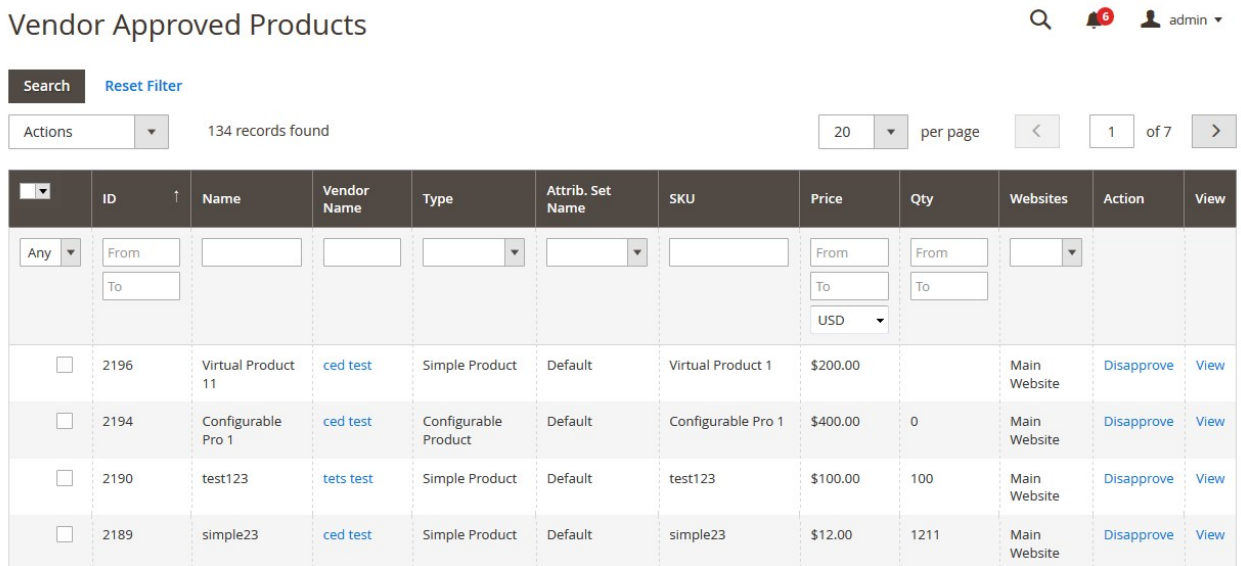 Vendor Approved Products
6
admin
Search Reset Filter
Actions 134 records found 20 per page 1 of 7
ID ↑ Name Vendor Name Type Attrib. Set Name SKU Price Qty Websites Action View
Any From From From
To To To
USD
2196 Virtual Product 11 ced test Simple Product Default Virtual Product 1 $200.00 Main Website Disapprove View
2194 Configurable Pro 1 ced test Configurable Product Default Configurable Pro 1 $400.00 0 Main Website Disapprove View
2190 test123 tets test Simple Product Default test123 $100.00 100 Main Website Disapprove View
2189 simple23 ced test Simple Product Default simple23 $12.00 1211 Main Website Disapprove View